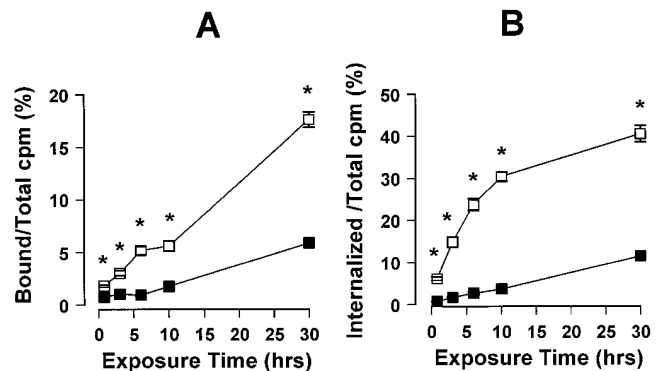 A
Bound/Total cpm (%)
20
15
10
5
0
* * * * *
0 5 10 15 20 25 30
Exposure Time (hrs)
B
Internalized /Total cpm (%)
50
40
30
20
10
0
* * * * *
0 5 10 15 20 25 30
Exposure Time (hrs)